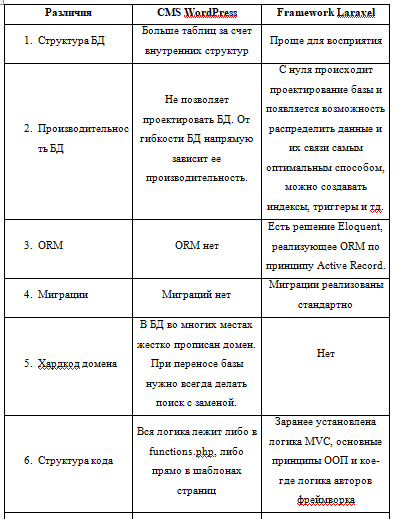 Различия
CMS WordPress
Framework Laravel
1. Структура БД
Больше таблиц за счет
внутренних структур
Проще для восприятия
2. Производительнос
ть БД
Не позволяет
проектировать БД. От
гибкости БД напрямую
зависит ее
производительность.
С нуля происходит
проектирование базы и
появляется возможность
распределить данные и
их связи самым
оптимальным способом,
можно создавать
индексы, триггеры и тд.
3. ORM
ORM нет
Есть решение Eloquent,
реализующее ORM по
принципу Active Record.
4. Миграции
Миграций нет
Миграции реализованы
стандартно
5. Хардкод домена
В БД во многих местах
жестко прописан домен.
При переносе базы
нужно всегда делать
поиск с заменой.
Нет
6. Структура кода
Вся логика лежит либо в
functions.php, либо
прямо в шаблонах
страниц
Заранее установлена
логика MVC, основные
принципы ООП и кое-
где логика авторов
фреймворка